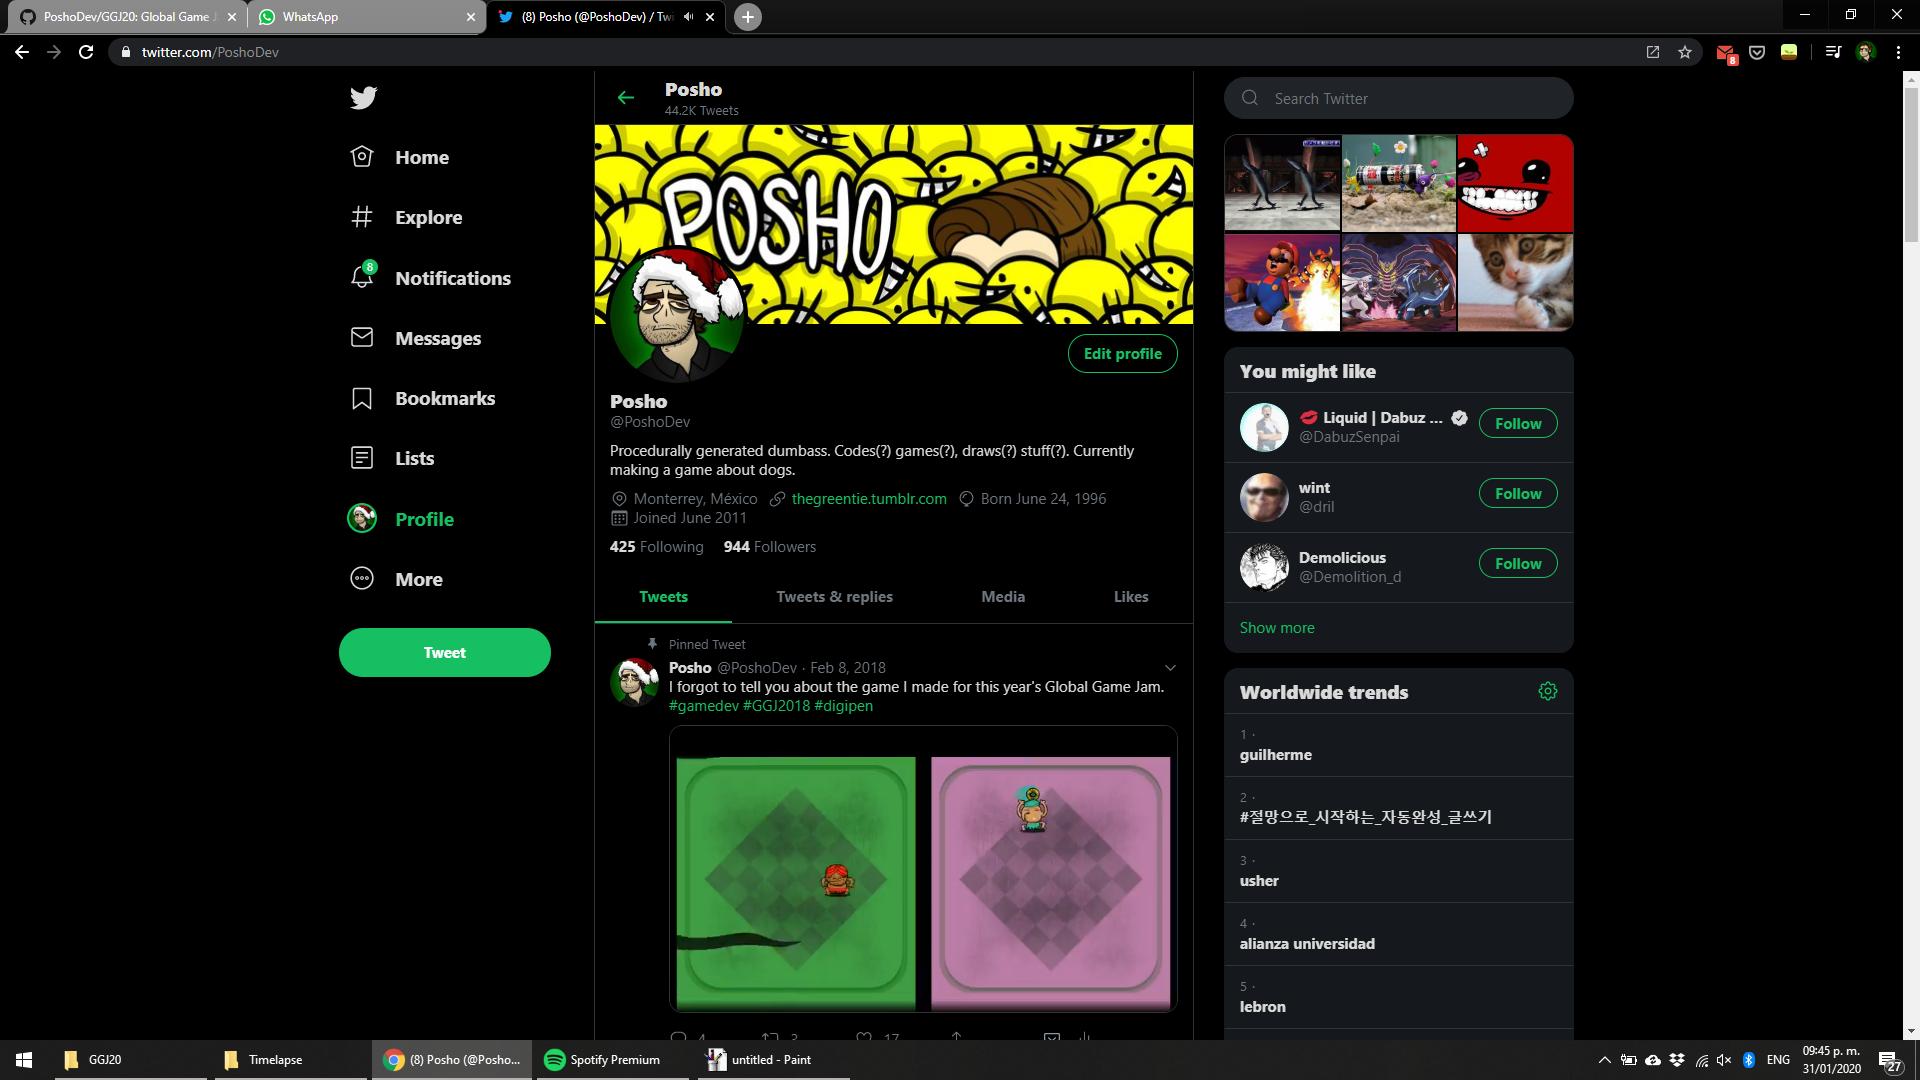 PoshoDev/GGJ20: Global Game J
WhatsApp
(8) Posho (@PoshoDev) / Twi
twitter.com/PoshoDev
8
Home
Explore
8
Notifications
Messages
Bookmarks
Lists
Profile
More
Tweet
Posho
44.2K Tweets
POSHO
Edit profile
Posho
@PoshoDev
Procedurally generated dumbass. Codes(?) games(?), draws(?) stuff(?). Currently
making a game about dogs.
Monterrey, México thegreentie.tumblr.com Born June 24, 1996
Joined June 2011
425 Following 944 Followers
Tweets Tweets & replies Media Likes
Pinned Tweet
Posho @PoshoDev · Feb 8, 2018
I forgot to tell you about the game I made for this year's Global Game Jam.
#gamedev #GGJ2018 #digipen
4 3 17
Search Twitter
You might like
Liquid | Dabuz ...
@DabuzSenpai
Follow
wint
@dril
Follow
Demolicious
@Demolition_d
Follow
Show more
Worldwide trends
1 ·
guilherme
2 ·
#절망으로_시작하는_자동완성_글쓰기
3 ·
usher
4 ·
alianza universidad
5 ·
lebron
GGJ20
Timelapse
(8) Posho (@Posho...
Spotify Premium
untitled - Paint
ENG
09:45 p. m.
31/01/2020
27